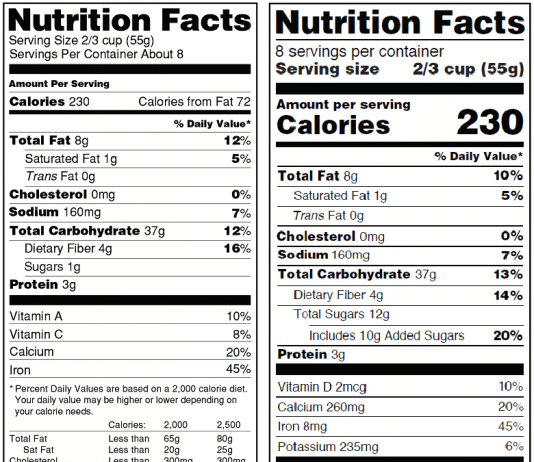 Nutrition Facts
Serving Size 2/3 cup (55g)
Servings Per Container About 8
Amount Per Serving
Calories 230 Calories from Fat 72
% Daily Value*
Total Fat 8g 12%
Saturated Fat 1g 5%
Trans Fat 0g
Cholesterol 0mg 0%
Sodium 160mg 7%
Total Carbohydrate 37g 12%
Dietary Fiber 4g 16%
Sugars 1g
Protein 3g
Vitamin A 10%
Vitamin C 8%
Calcium 20%
Iron 45%
* Percent Daily Values are based on a 2,000 calorie diet.
Your daily value may be higher or lower depending on
your calorie needs.
Calories: 2,000 2,500
Total Fat Less than 65g 80g
Sat Fat Less than 20g 25g
Cholesterol Less than 300mg 300mg
Nutrition Facts
8 servings per container
Serving size 2/3 cup (55g)
Amount per serving
Calories 230
% Daily Value*
Total Fat 8g 10%
Saturated Fat 1g 5%
Trans Fat 0g
Cholesterol 0mg 0%
Sodium 160mg 7%
Total Carbohydrate 37g 13%
Dietary Fiber 4g 14%
Total Sugars 12g
Includes 10g Added Sugars 20%
Protein 3g
Vitamin D 2mcg 10%
Calcium 260mg 20%
Iron 8mg 45%
Potassium 235mg 6%